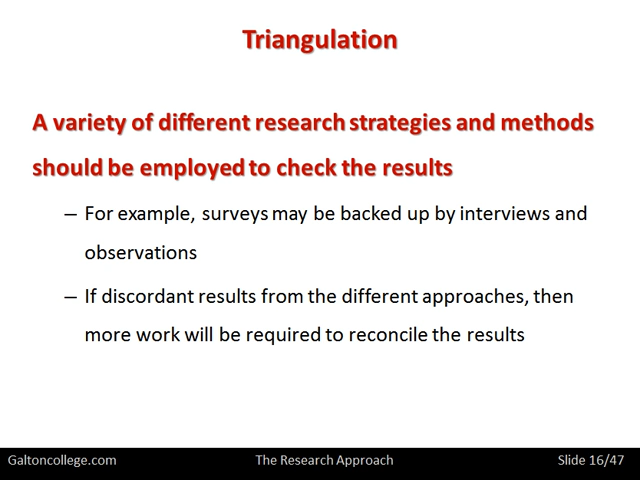 Triangulation
A variety of different research strategies and methods
should be employed to check the results
– For example, surveys may be backed up by interviews and
observations
– If discordant results from the different approaches, then
more work will be required to reconcile the results
Galtoncollege.com The Research Approach Slide 16/47